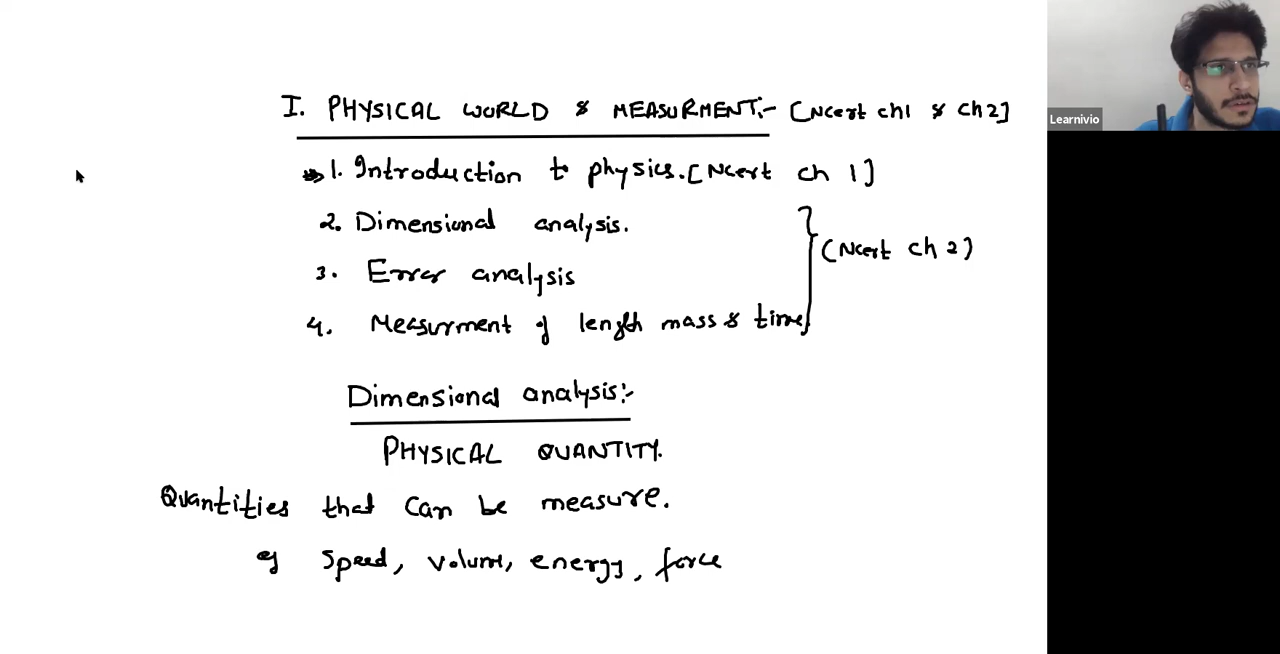 I. PHYSICAL WORLD & MEASURMENT:- [Ncert ch1 & ch2]
1. Introduction to physics. [Ncert ch 1]
2. Dimensional analysis.
3. Error analysis
4. Measurment of length mass & time
(Ncert ch 2)
Dimensional analysis:-
PHYSICAL QUANTITY.
Quantities that can be measure.
eg speed, volume, energy, force
Learnivio